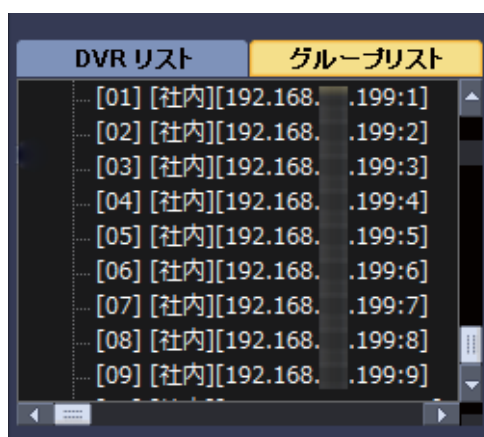 DVR リスト グループリスト
[01] [社内][192.168. .199:1]
[02] [社内][192.168. .199:2]
[03] [社内][192.168. .199:3]
[04] [社内][192.168. .199:4]
[05] [社内][192.168. .199:5]
[06] [社内][192.168. .199:6]
[07] [社内][192.168. .199:7]
[08] [社内][192.168. .199:8]
[09] [社内][192.168. .199:9]